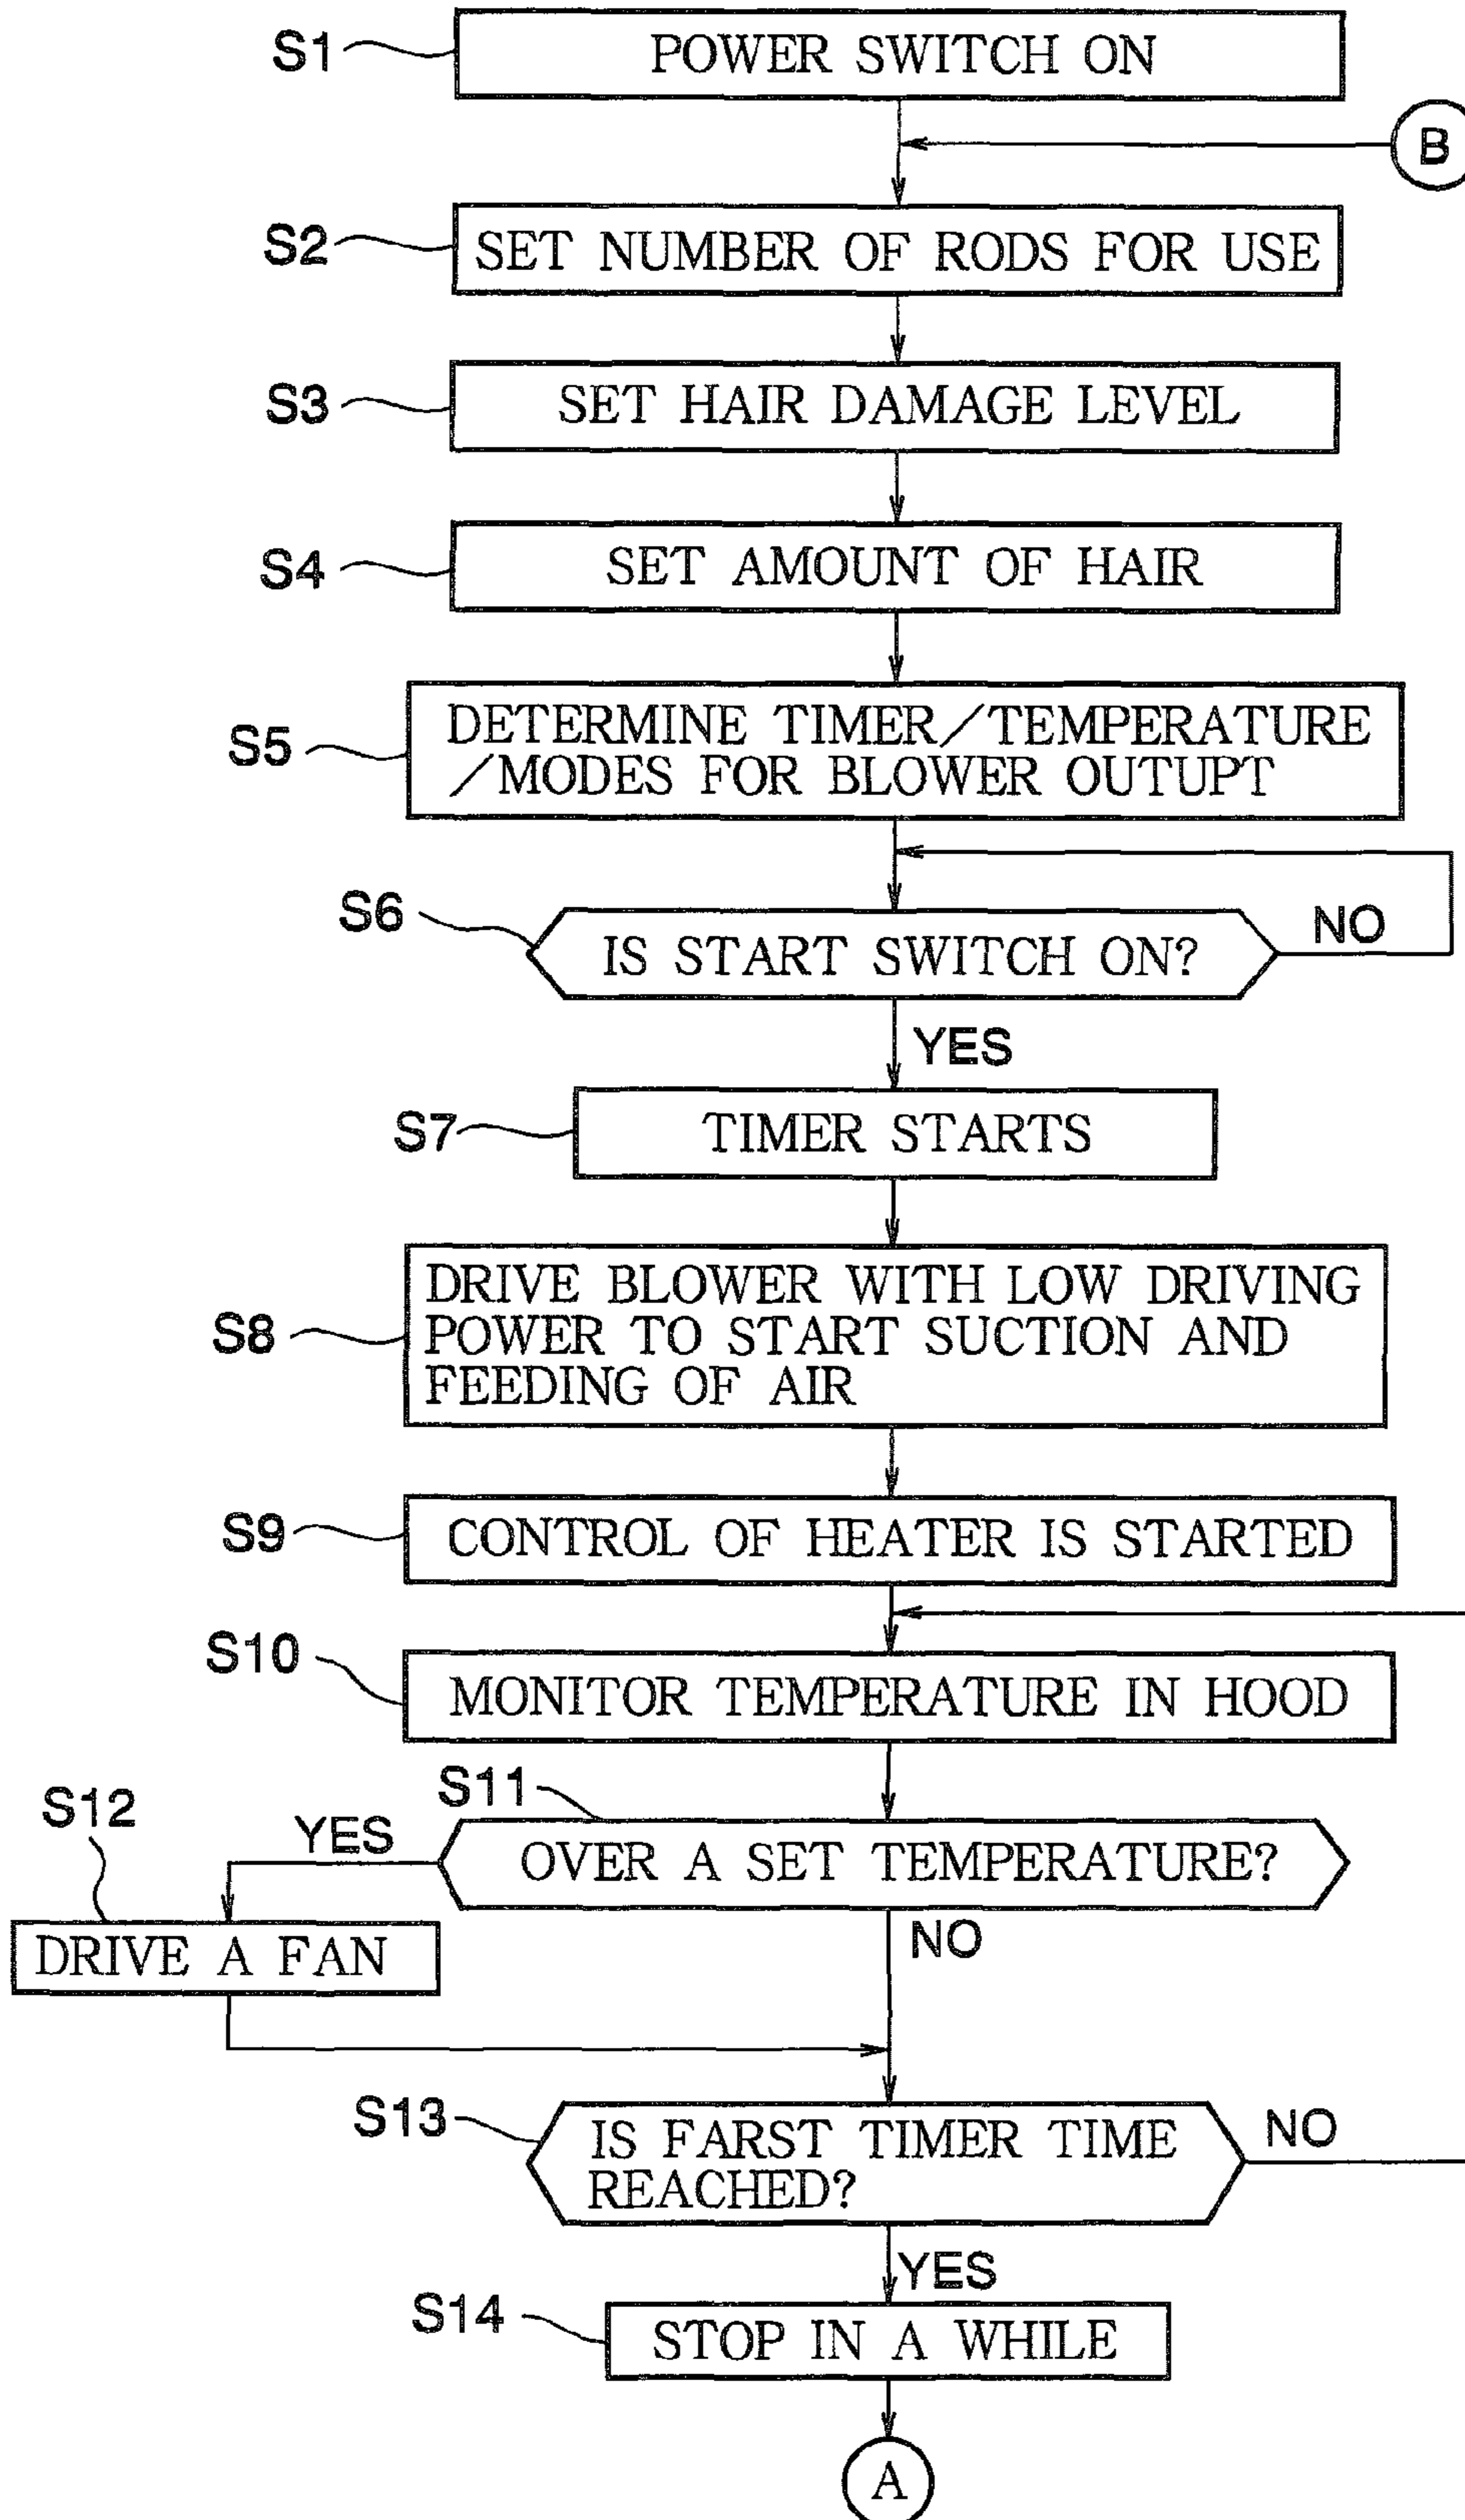 S1
POWER SWITCH ON
B
S2
SET NUMBER OF RODS FOR USE
S3
SET HAIR DAMAGE LEVEL
S4
SET AMOUNT OF HAIR
S5
DETERMINE TIMER/TEMPERATURE
/MODES FOR BLOWER OUTUPT
S6
IS START SWITCH ON?
NO
YES
S7
TIMER STARTS
S8
DRIVE BLOWER WITH LOW DRIVING
POWER TO START SUCTION AND
FEEDING OF AIR
S9
CONTROL OF HEATER IS STARTED
S10
MONITOR TEMPERATURE IN HOOD
S11
OVER A SET TEMPERATURE?
YES
S12
DRIVE A FAN
NO
S13
IS FARST TIMER TIME
REACHED?
NO
YES
S14
STOP IN A WHILE
A